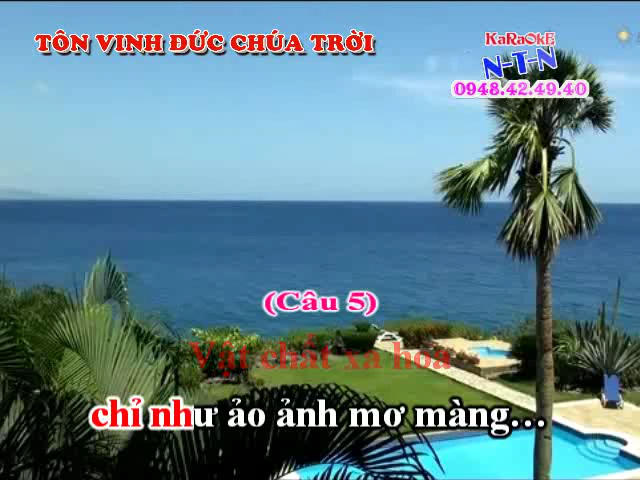 TÔN VINH ĐỨC CHÚA TRỜI
KaRaOkE
N-T-N
0948.42.49.40
(Câu 5)
Vật chất xa hoa
chỉ như ảo ảnh mơ màng...